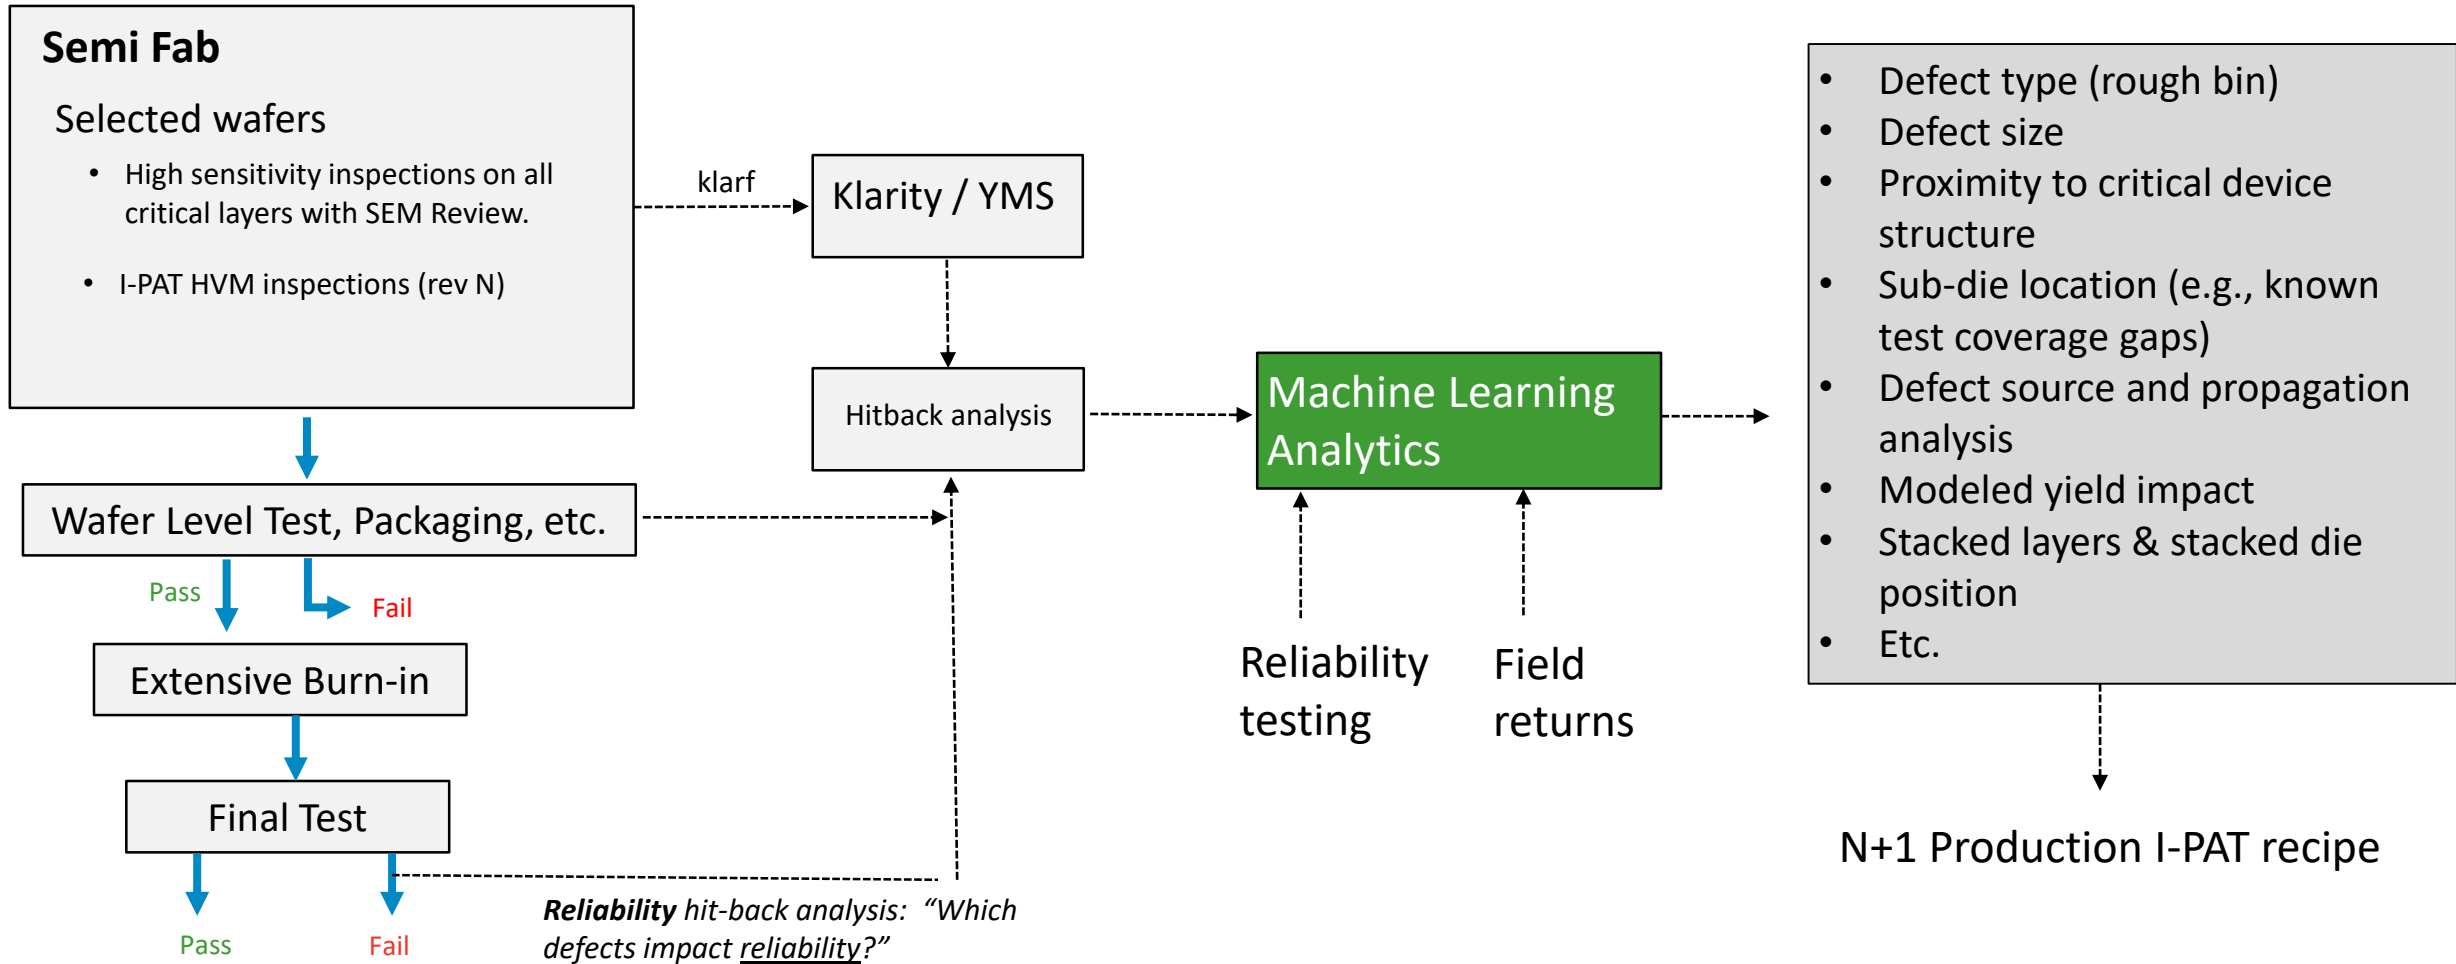 Semi Fab
Selected wafers
• High sensitivity inspections on all
critical layers with SEM Review.
• I-PAT HVM inspections (rev N)
klarf
Klarity / YMS
Hitback analysis
Machine Learning
Analytics
Reliability
testing
Field
returns
Wafer Level Test, Packaging, etc.
Pass
Fail
Extensive Burn-in
Final Test
Pass
Fail
Reliability hit-back analysis: “Which
defects impact reliability?”
• Defect type (rough bin)
• Defect size
• Proximity to critical device
structure
• Sub-die location (e.g., known
test coverage gaps)
• Defect source and propagation
analysis
• Modeled yield impact
• Stacked layers & stacked die
position
• Etc.
N+1 Production I-PAT recipe